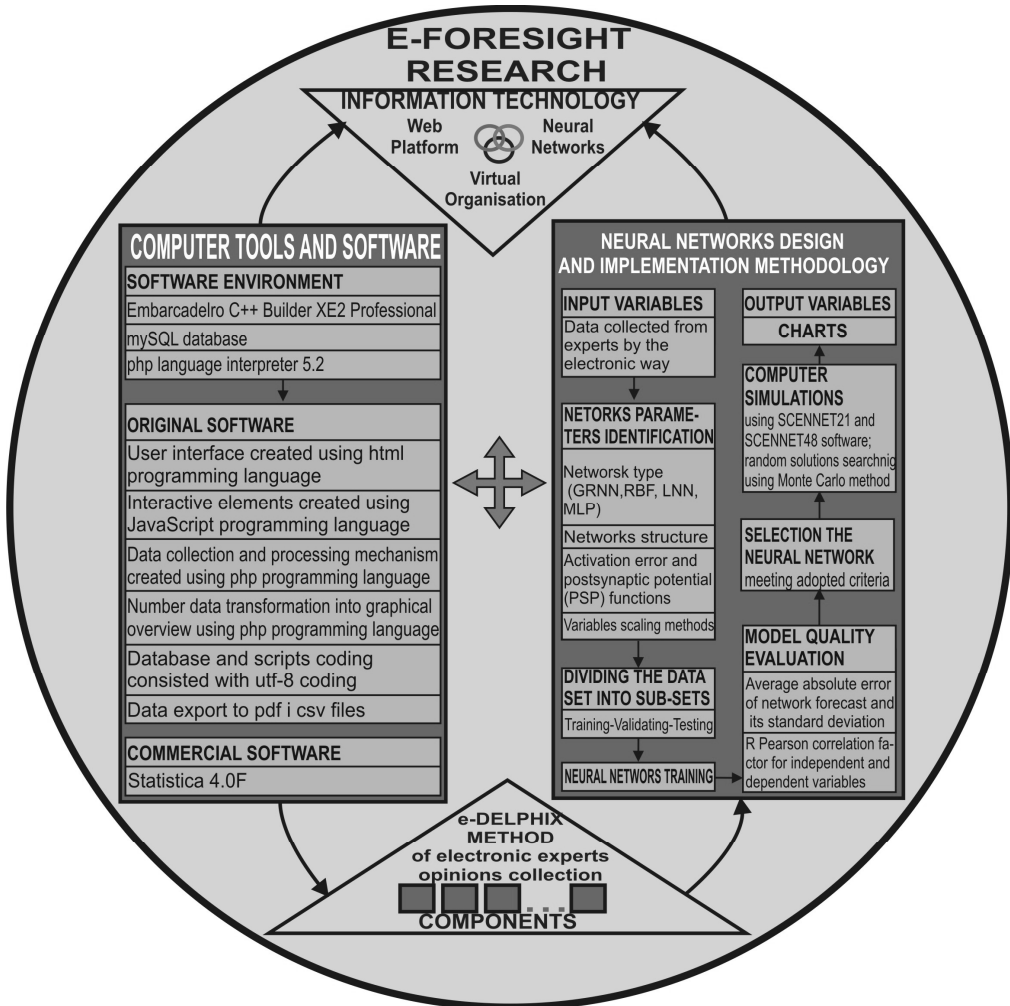 E-FORESIGHT
RESEARCH
INFORMATION TECHNOLOGY
Web
Platform
Neural
Networks
Virtual
Organisation
COMPUTER TOOLS AND SOFTWARE
SOFTWARE ENVIRONMENT
Embarcadelro C++ Builder XE2 Professional
mySQL database
php language interpreter 5.2
ORIGINAL SOFTWARE
User interface created using html
programming language
Interactive elements created using
JavaScript programming language
Data collection and processing mechanism
created using php programming language
Number data transformation into graphical
overview using php programming language
Database and scripts coding
consisted with utf-8 coding
Data export to pdf i csv files
COMMERCIAL SOFTWARE
Statistica 4.0F
NEURAL NETWORKS DESIGN
AND IMPLEMENTATION METHODOLOGY
INPUT VARIABLES
Data collected from
experts by the
electronic way
NETORKS PARAME-
TERS IDENTIFICATION
Networsk type
(GRNN,RBF, LNN,
MLP)
Networks structure
Activation error and
postsynaptic potential
(PSP) functions
Variables scaling methods
DIVIDING THE DATA
SET INTO SUB-SETS
Training-Validating-Testing
NEURAL NETWORS TRAINING
OUTPUT VARIABLES
CHARTS
COMPUTER
SIMULATIONS
using SCENNET21 and
SCENNET48 software;
random solutions searchnig
using Monte Carlo method
SELECTION THE
NEURAL NETWORK
meeting adopted criteria
MODEL QUALITY
EVALUATION
Average absolute error
of network forecast and
its standard deviation
R Pearson correlation fa-
ctor for independent and
dependent variables
e-DELPHIX
METHOD
of electronic experts
opinions collection
COMPONENTS